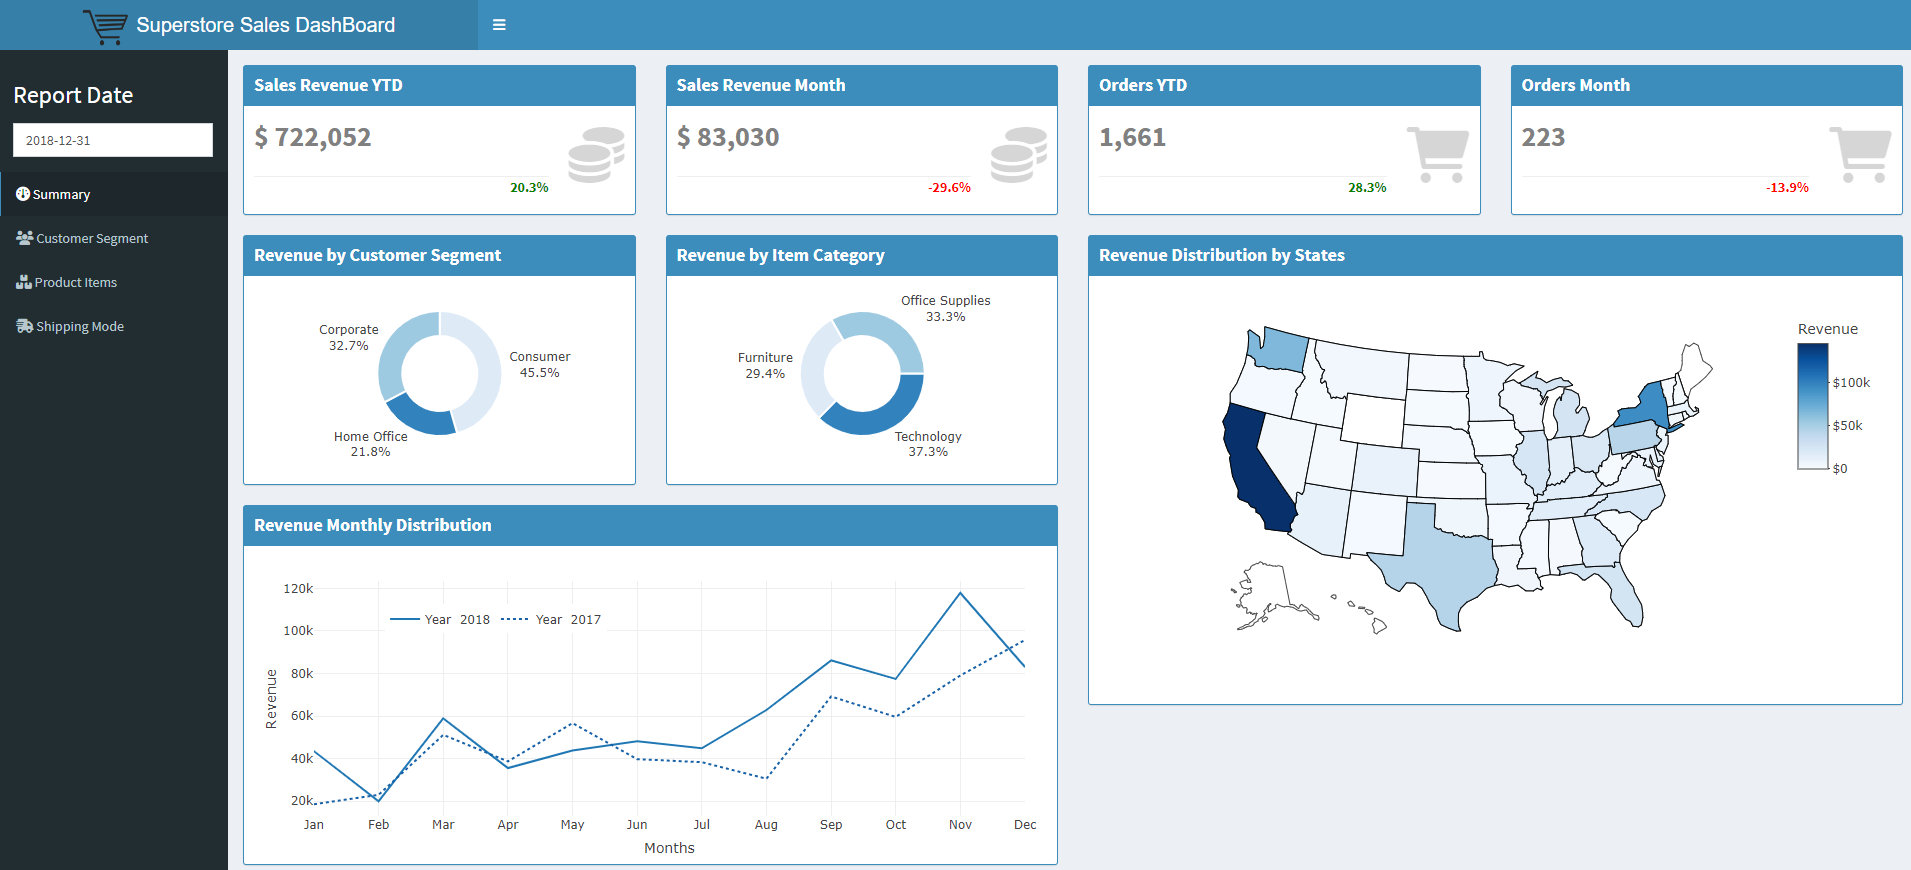 Superstore Sales DashBoard
Report Date
2018-12-31
Summary
Customer Segment
Product Items
Shipping Mode
Sales Revenue YTD
$ 722,052
20.3%
Sales Revenue Month
$ 83,030
-29.6%
Orders YTD
1,661
28.3%
Orders Month
223
-13.9%
Revenue by Customer Segment
Corporate
32.7%
Consumer
45.5%
Home Office
21.8%
Revenue by Item Category
Office Supplies
33.3%
Furniture
29.4%
Technology
37.3%
Revenue Distribution by States
Revenue
$100k
$50k
$0
Revenue Monthly Distribution
120k
100k
80k
60k
40k
20k
Revenue
Year 2018
Year 2017
Jan Feb Mar Apr May Jun Jul Aug Sep Oct Nov Dec
Months